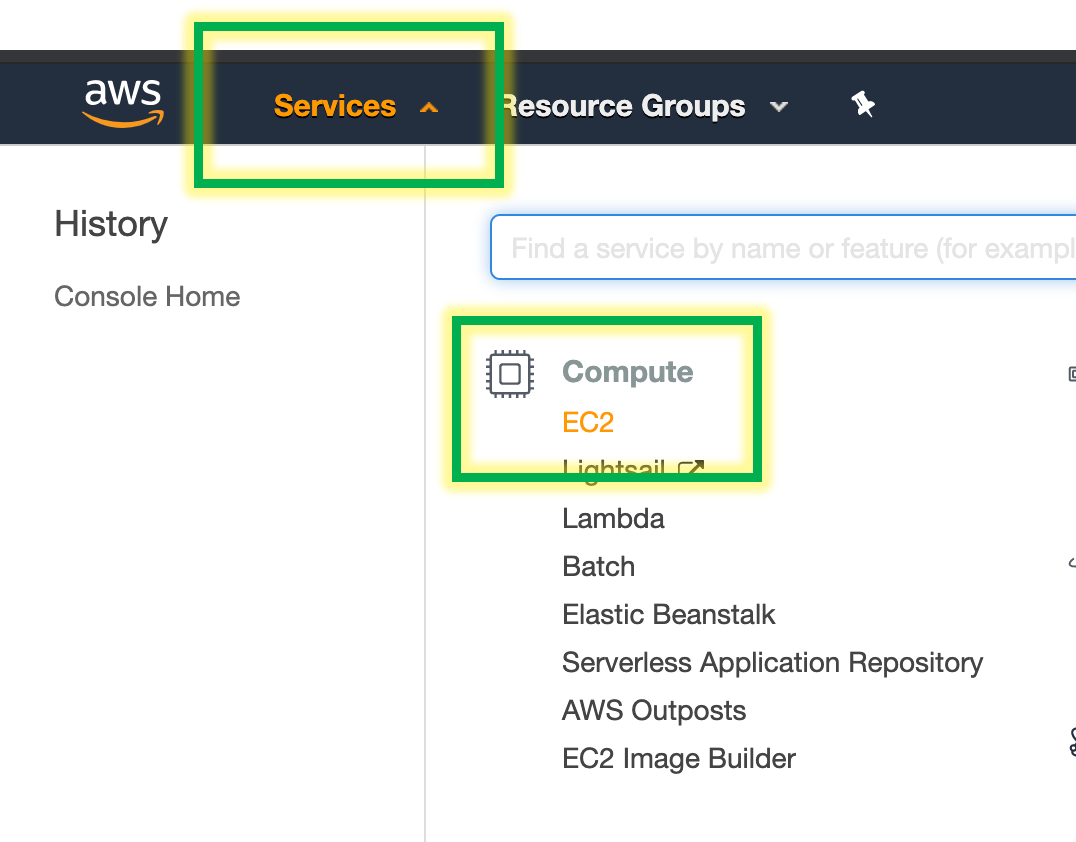 aws Services Resource Groups
History
Console Home
Find a service by name or feature (for exampl
Compute
EC2
Lightsail
Lambda
Batch
Elastic Beanstalk
Serverless Application Repository
AWS Outposts
EC2 Image Builder